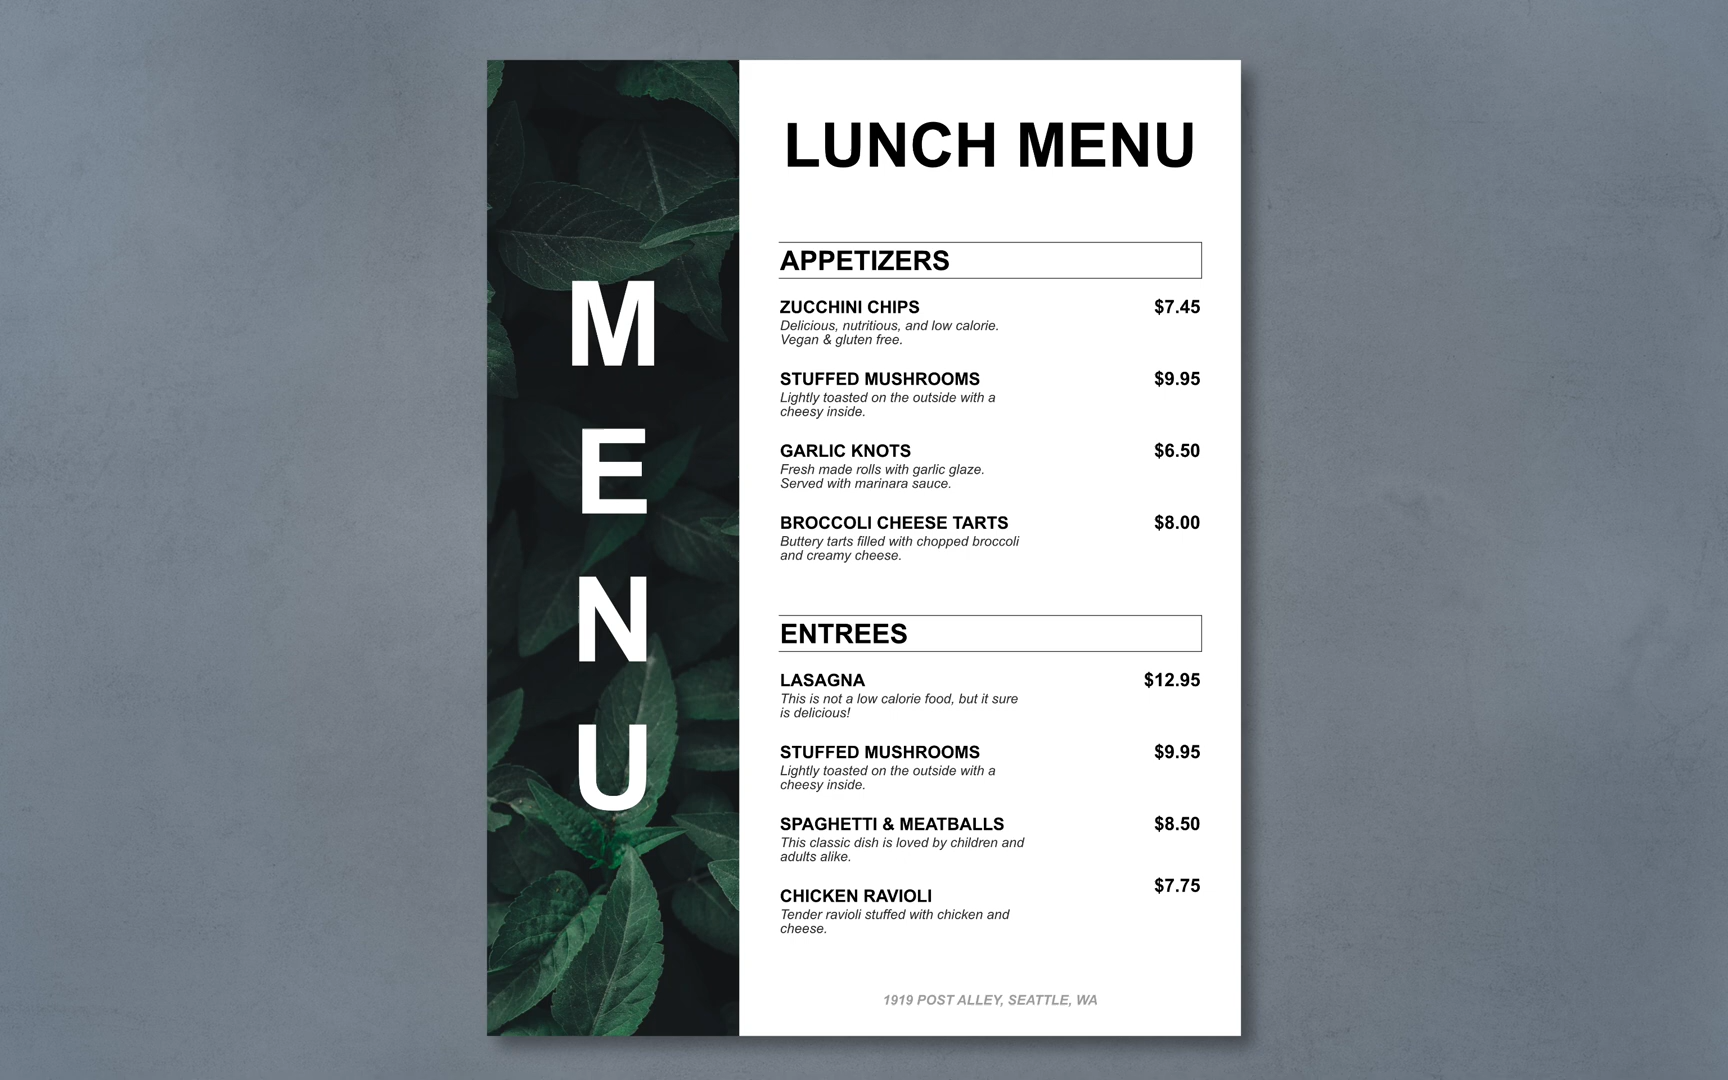 MENU
LUNCH MENU
APPETIZERS
ZUCCHINI CHIPS $7.45
Delicious, nutritious, and low calorie.
Vegan & gluten free.
STUFFED MUSHROOMS $9.95
Lightly toasted on the outside with a
cheesy inside.
GARLIC KNOTS $6.50
Fresh made rolls with garlic glaze.
Served with marinara sauce.
BROCCOLI CHEESE TARTS $8.00
Buttery tarts filled with chopped broccoli
and creamy cheese.
ENTREES
LASAGNA $12.95
This is not a low calorie food, but it sure
is delicious!
STUFFED MUSHROOMS $9.95
Lightly toasted on the outside with a
cheesy inside.
SPAGHETTI & MEATBALLS $8.50
This classic dish is loved by children and
adults alike.
CHICKEN RAVIOLI $7.75
Tender ravioli stuffed with chicken and
cheese.
1919 POST ALLEY, SEATTLE, WA